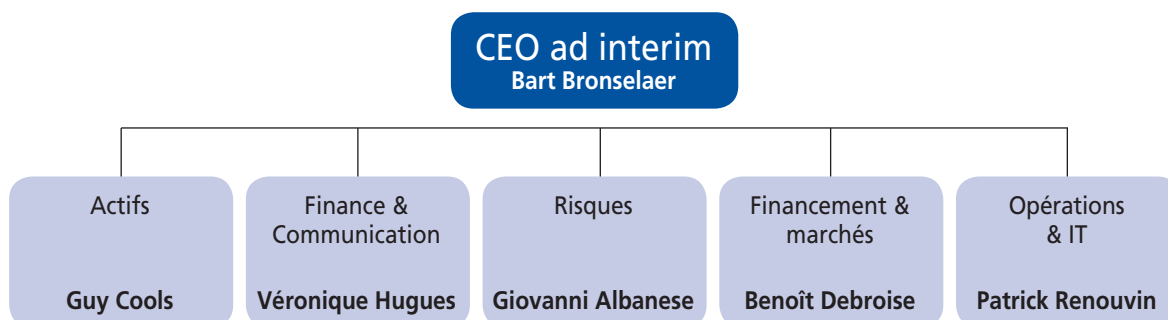 CEO ad interim
Bart Bronselaer
Actifs
Guy Cools
Finance &
Communication
Véronique Hugues
Risques
Giovanni Albanese
Financement &
marchés
Benoît Debroise
Opérations
& IT
Patrick Renouvin